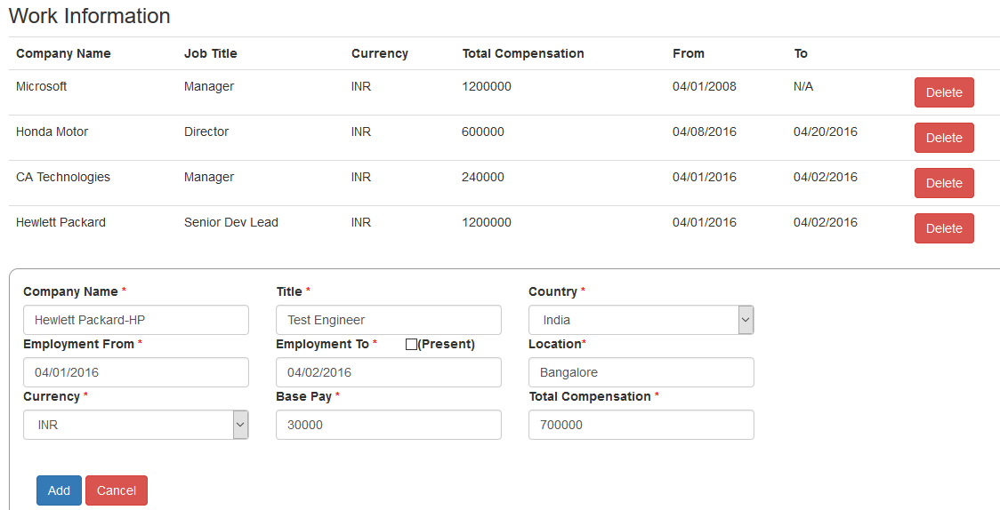 Work Information
Company Name Job Title Currency Total Compensation From To
Microsoft Manager INR 1200000 04/01/2008 N/A Delete
Honda Motor Director INR 600000 04/08/2016 04/20/2016 Delete
CA Technologies Manager INR 240000 04/01/2016 04/02/2016 Delete
Hewlett Packard Senior Dev Lead INR 1200000 04/01/2016 04/02/2016 Delete
Company Name * Title * Country *
Hewlett Packard-HP Test Engineer India
Employment From * Employment To * (Present) Location*
04/01/2016 04/02/2016 Bangalore
Currency * Base Pay * Total Compensation *
INR 30000 700000
Add Cancel